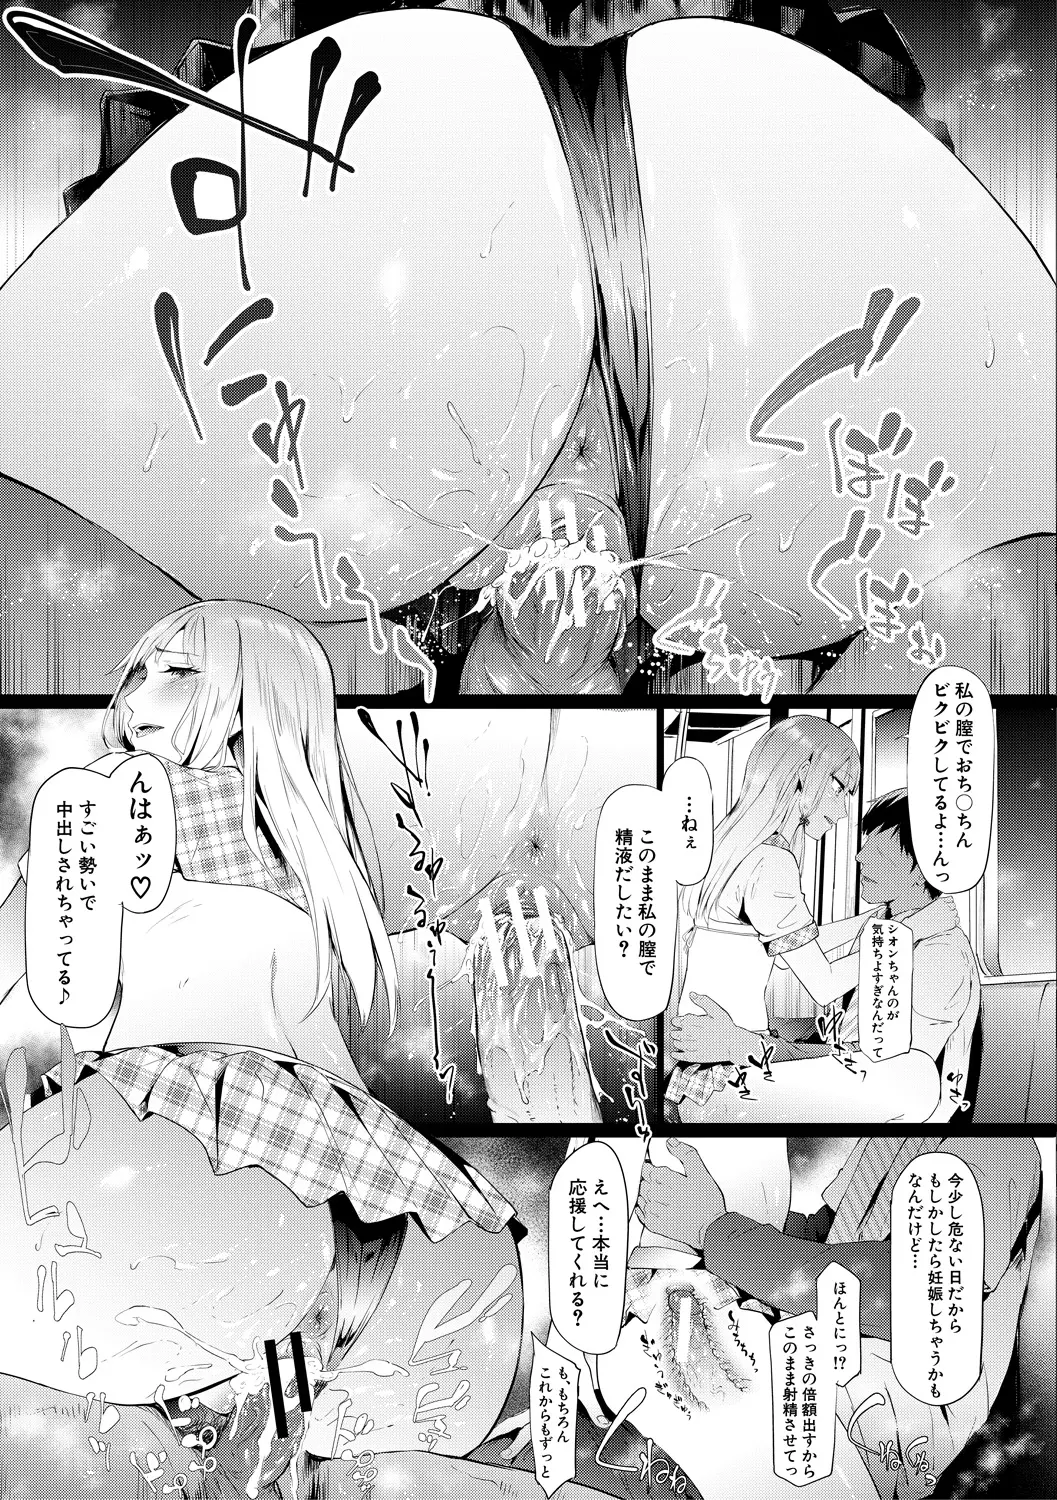 私の膣でおち○ちん
ビクビクしてるよ…んっ
シオンちゃんのが
気持ちよすぎなんだって
…ねぇ
このまま私の膣で
精液だしたい?
今少し危ない日だから
もしかしたら妊娠しちゃうかも
なんだけど…
ほんとにっ!?
さっきの倍額出すから
このまま射精させてっ
えへ…本当に
応援してくれる?
も、もちろん
これからもずっと
んはぁッ♡
すごい勢いで
中出しされちゃってる♪